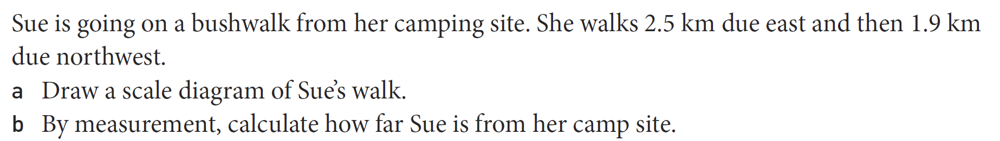 Sue is going on a bushwalk from her camping site. She walks 2.5 km due east and then 1.9 km
due northwest.
a Draw a scale diagram of Sue’s walk.
b By measurement, calculate how far Sue is from her camp site.